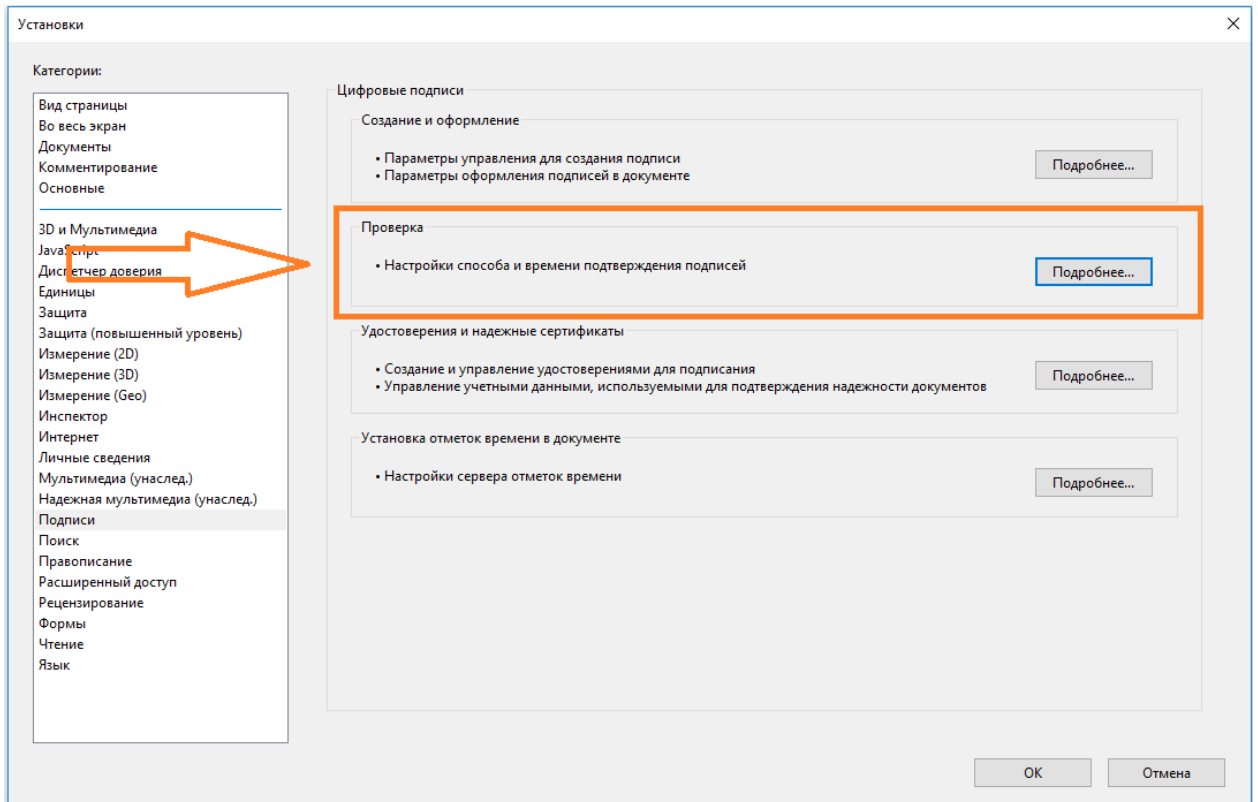 Установки
Категории:
Вид страницы
Во весь экран
Документы
Комментирование
Основные
3D и Мультимедиа
JavaScript
Диспетчер доверия
Единицы
Защита
Защита (повышенный уровень)
Измерение (2D)
Измерение (3D)
Измерение (Geo)
Инспектор
Интернет
Личные сведения
Мультимедиа (унаслед.)
Надежная мультимедиа (унаслед.)
Подписи
Поиск
Правописание
Расширенный доступ
Рецензирование
Формы
Чтение
Язык
Цифровые подписи
Создание и оформление
• Параметры управления для создания подписи
• Параметры оформления подписей в документе
Подробнее...
Проверка
• Настройки способа и времени подтверждения подписей
Подробнее...
Удостоверения и надежные сертификаты
• Создание и управление удостоверениями для подписания
• Управление учетными данными, используемыми для подтверждения надежности документов
Подробнее...
Установка отметок времени в документе
• Настройки сервера отметок времени
Подробнее...
ОК
Отмена